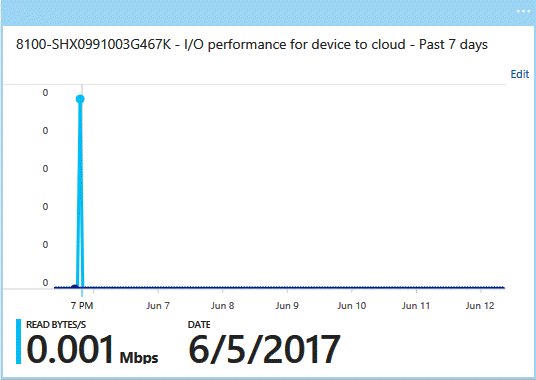 8100-SHX0991003G467K - I/O performance for device to cloud - Past 7 days
Edit
0
0
0
0
0
0
7 PM Jun 7 Jun 8 Jun 9 Jun 10 Jun 11 Jun 12
READ BYTES/S DATE
0.001 Mbps 6/5/2017